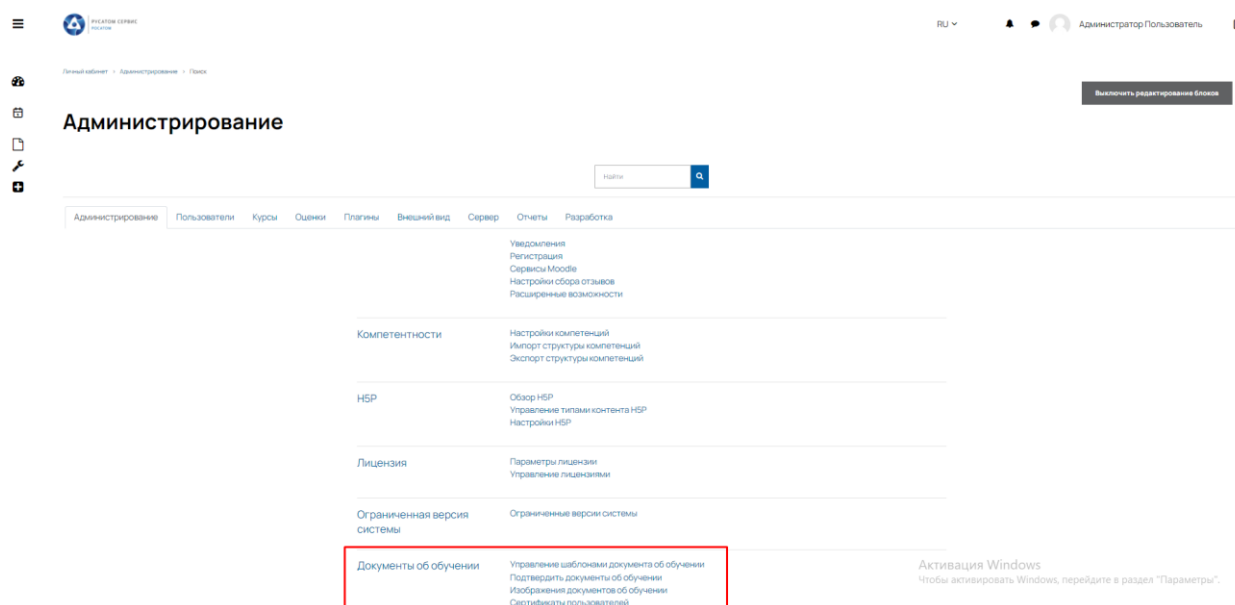 РУСАТОМ СЕРВИС
РОСАТОМ
RU
Администратор Пользователь
Личный кабинет > Администрирование > Поиск
Выключить редактирование блоков
Администрирование
Найти
Администрирование Пользователи Курсы Оценки Плагины Внешний вид Сервер Отчеты Разработка
Уведомления
Регистрация
Сервисы Moodle
Настройки сбора отзывов
Расширенные возможности
Компетентности
Настройки компетенций
Импорт структуры компетенций
Экспорт структуры компетенций
H5P
Обзор H5P
Управление типами контента H5P
Настройки H5P
Лицензия
Параметры лицензии
Управление лицензиями
Ограниченная версия
системы
Ограниченные версии системы
Документы об обучении
Управление шаблонами документа об обучении
Подтвердить документы об обучении
Изображения документов об обучении
Сертификаты пользователей
Активация Windows
Чтобы активировать Windows, перейдите в раздел "Параметры".